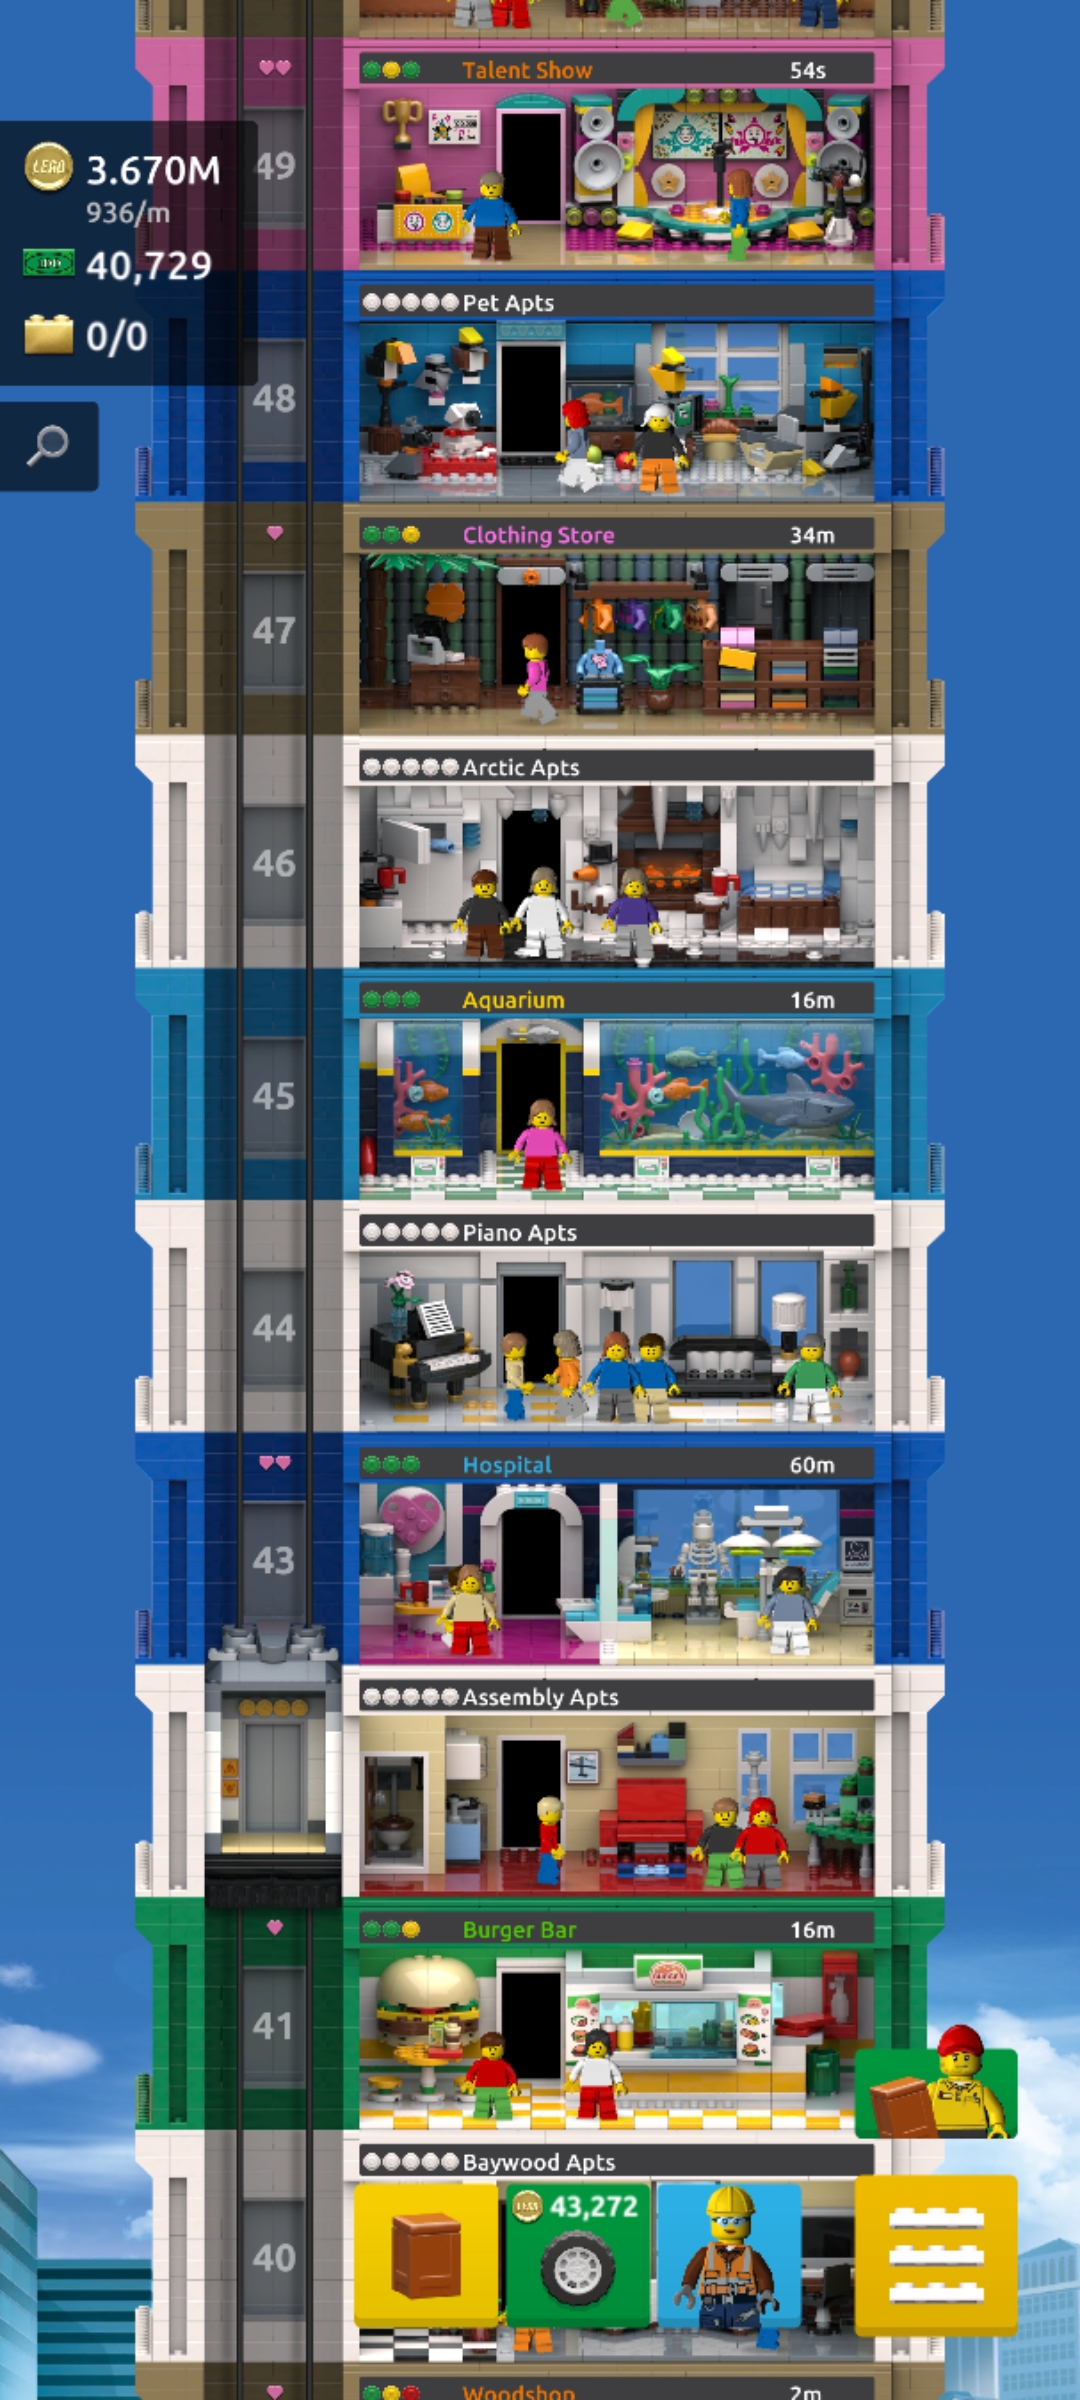 Talent Show 54s
49
LEGO 3.670M
936/m
40,729
0/0
Pet Apts
48
Clothing Store 34m
47
Arctic Apts
46
Aquarium 16m
45
Piano Apts
44
Hospital 60m
43
Assembly Apts
Burger Bar 16m
41
Baywood Apts
43,272
40
Woodshop 2m